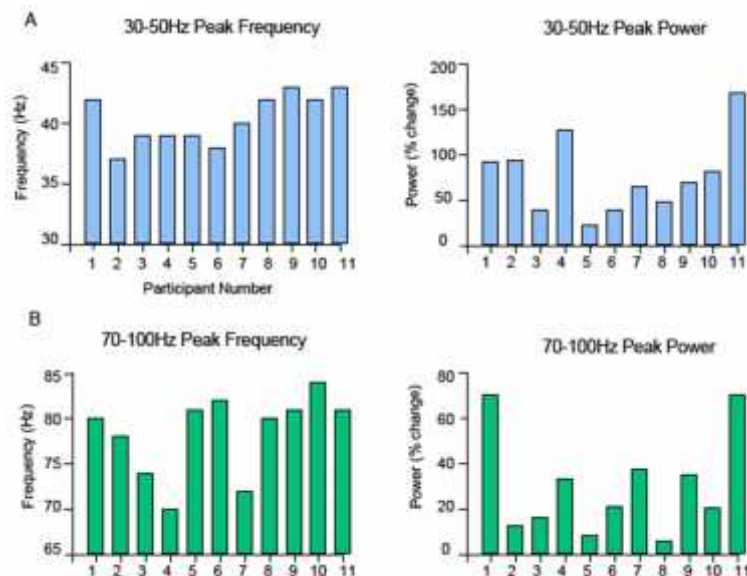 A
30-50Hz Peak Frequency
30-50Hz Peak Power
45
40
35
30
Frequency (Hz)
1 2 3 4 5 6 7 8 9 10 11
Participant Number
200
150
100
50
0
Power (% change)
1 2 3 4 5 6 7 8 9 10 11
B
70-100Hz Peak Frequency
70-100Hz Peak Power
85
80
75
70
65
Frequency (Hz)
1 2 3 4 5 6 7 8 9 10 11
80
60
40
20
0
Power (% change)
1 2 3 4 5 6 7 8 9 10 11